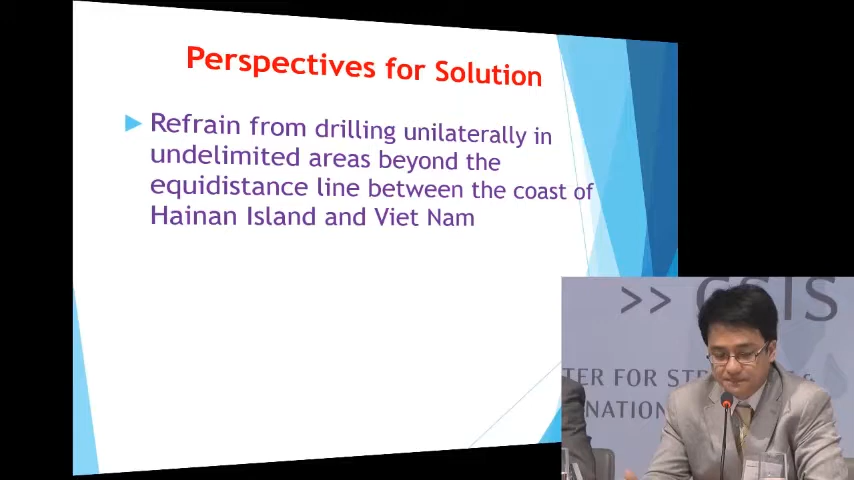 Perspectives for Solution
Refrain from drilling unilaterally in
undelimited areas beyond the
equidistance line between the coast of
Hainan Island and Viet Nam
>> CSIS
TER FOR STR &
NATION